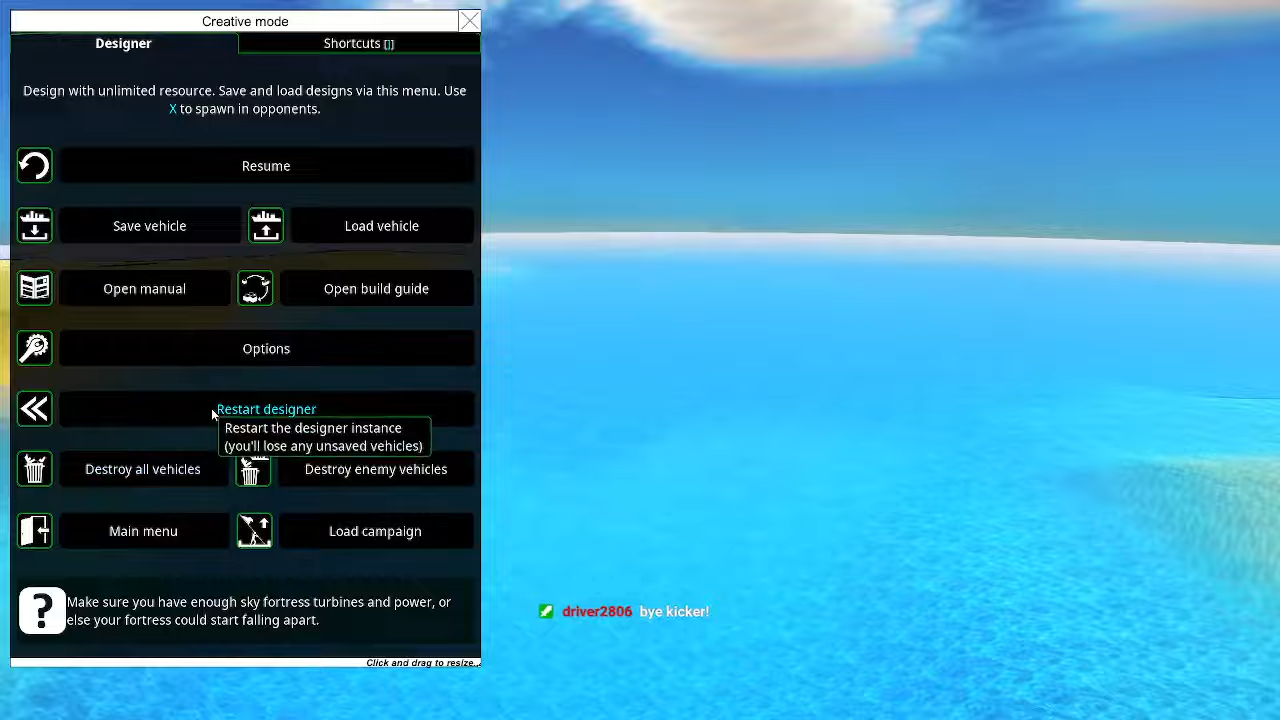 Creative mode
Designer
Shortcuts []]
Design with unlimited resource. Save and load designs via this menu. Use
X to spawn in opponents.
Resume
Save vehicle
Load vehicle
Open manual
Open build guide
Options
Restart designer
Restart the designer instance
(you'll lose any unsaved vehicles)
Destroy all vehicles
Destroy enemy vehicles
Main menu
Load campaign
?
Make sure you have enough sky fortress turbines and power, or
else your fortress could start falling apart.
Click and drag to resize..
driver2806 bye kicker!